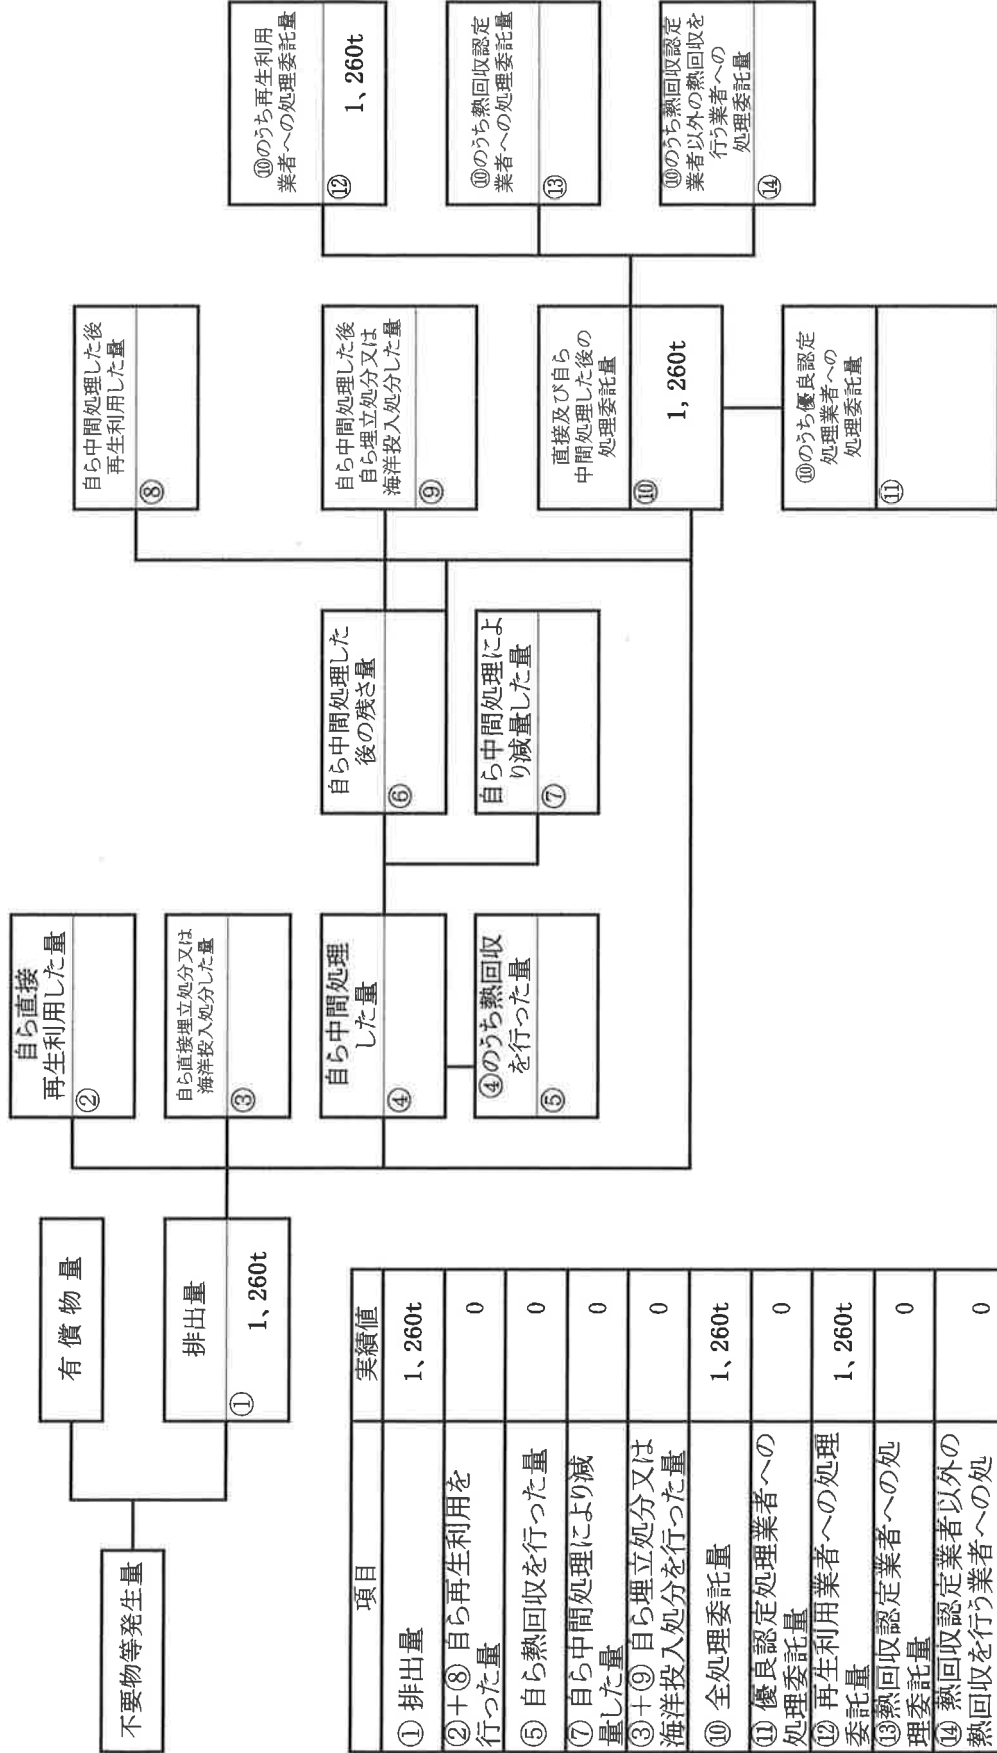 不要物等発生量
有償物量
排出量
①
1、260t
自ら直接
再生利用した量
②
自ら直接埋立処分又は
海洋投入処分した量
③
自ら中間処理
した量
④
④のうち熱回収
を行った量
⑤
自ら中間処理した
後の残さ量
⑥
自ら中間処理によ
り減量した量
⑦
自ら中間処理した後
再生利用した量
⑧
自ら中間処理した後
自ら埋立処分又は
海洋投入処分した量
⑨
直接及び自ら
中間処理した後の
処理委託量
⑩
1,260t
⑩のうち優良認定
処理業者への
処理委託量
⑪
⑩のうち再生利用
業者への処理委託量
⑫
1、260t
⑩のうち熱回収認定
業者への処理委託量
⑬
⑩のうち熱回収認定
業者以外の熱回収を
行う業者への
処理委託量
⑭
項目 実績値
①排出量 1、260t
②+⑧ 自ら再生利用を
行った量 0
⑤ 自ら熱回収を行った量 0
⑦ 自ら中間処理により減
量した量 0
③+⑨ 自ら埋立処分又は
海洋投入処分を行った量 0
⑩ 全処理委託量 1、260t
⑪ 優良認定処理業者への
処理委託量 0
⑫ 再生利用業者への処理
委託量 1、260t
⑬熱回収認定業者への処
理委託量 0
⑭ 熱回収認定業者以外の
熱回収を行う業者への処 0